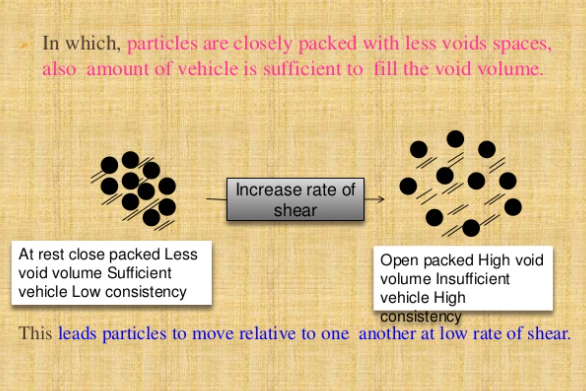 In which, particles are closely packed with less voids spaces,
also amount of vehicle is sufficient to fill the void volume.
Increase rate of
shear
At rest close packed Less
void volume Sufficient
vehicle Low consistency
Open packed High void
volume Insufficient
vehicle High
consistency
This leads particles to move relative to one another at low rate of shear.